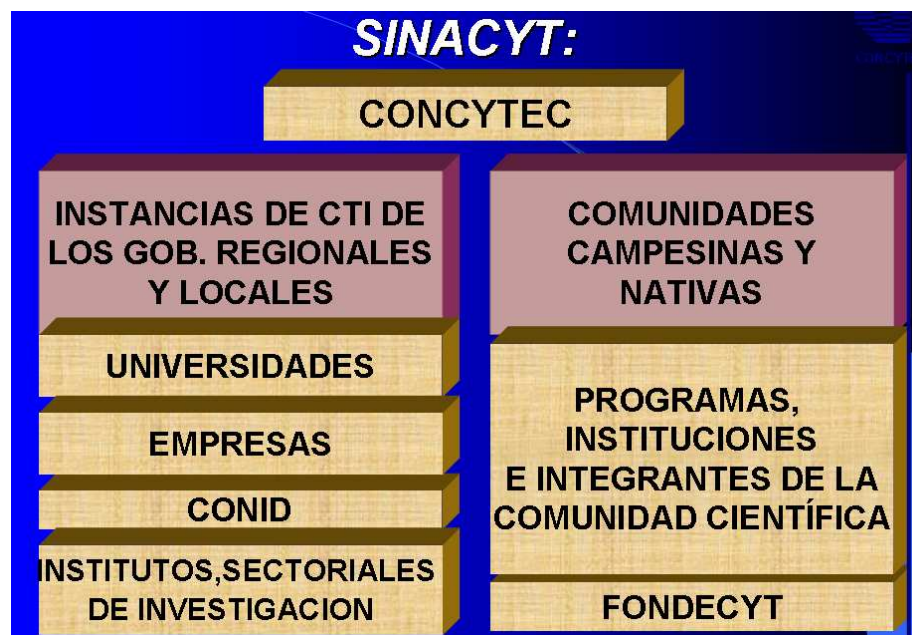 SINACYT:
CONCYTEC
INSTANCIAS DE CTI DE
LOS GOB. REGIONALES
Y LOCALES
UNIVERSIDADES
EMPRESAS
CONID
INSTITUTOS,SECTORIALES
DE INVESTIGACION
COMUNIDADES
CAMPESINAS Y
NATIVAS
PROGRAMAS,
INSTITUCIONES
E INTEGRANTES DE LA
COMUNIDAD CIENTÍFICA
FONDECYT